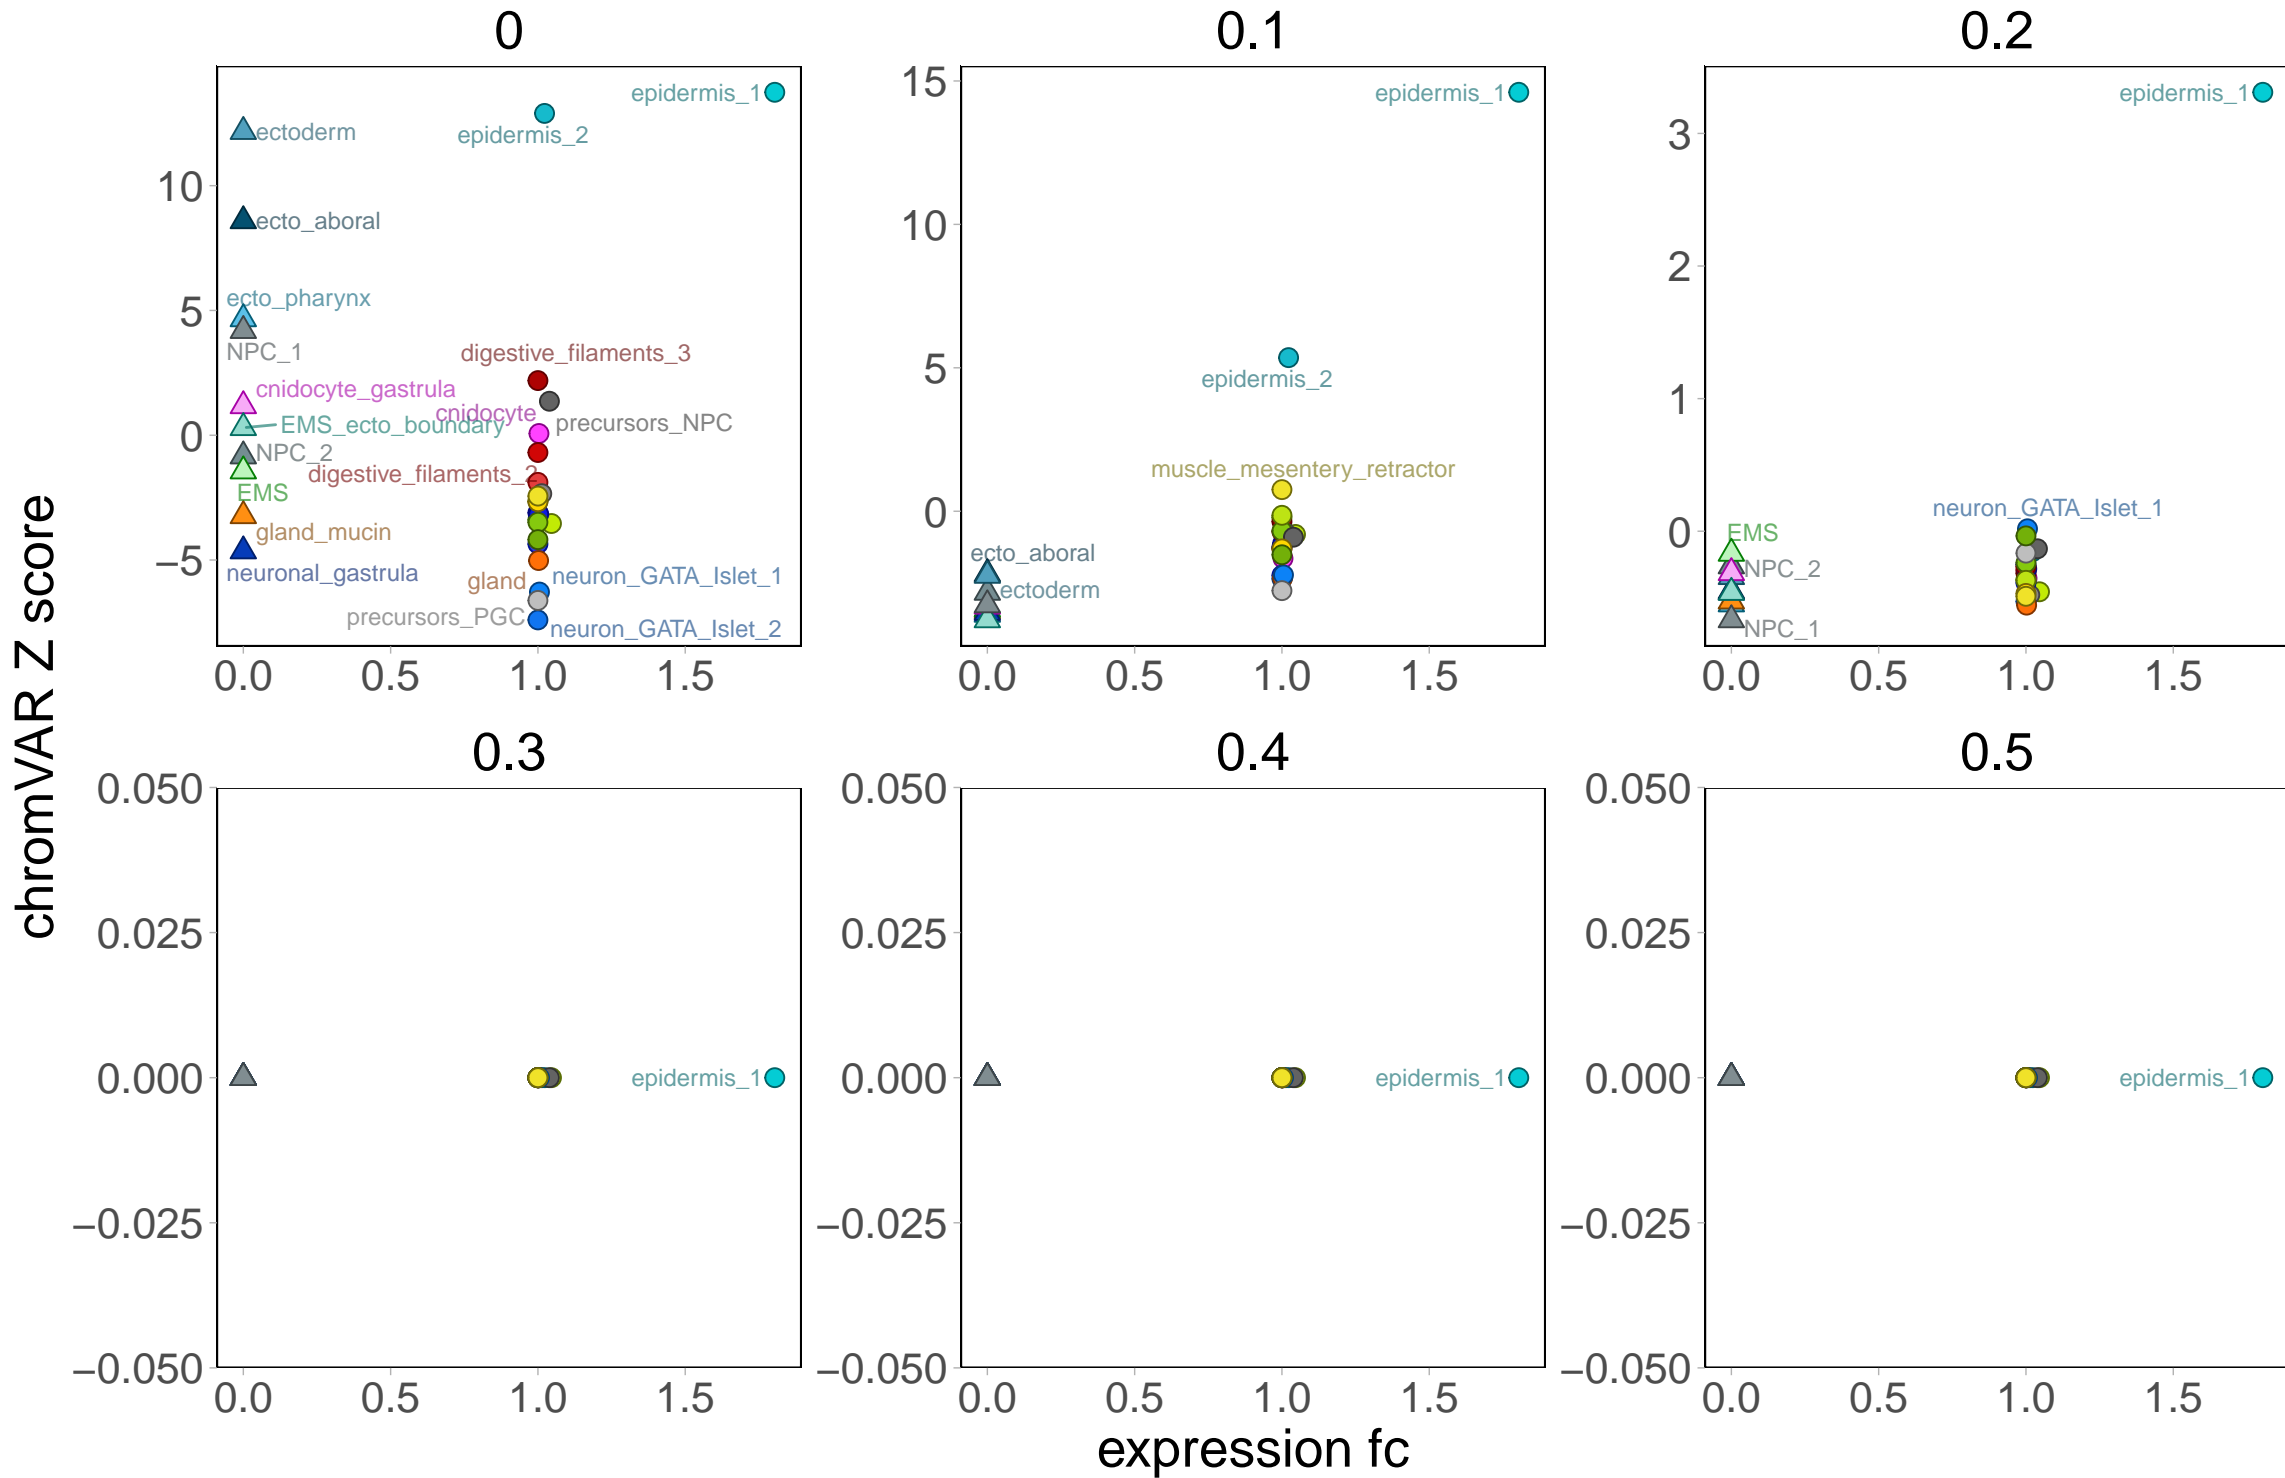 0
0.1
0.2
chromVAR Z score
10
5
0
−5
epidermis_1
epidermis_2
ectoderm
ecto_aboral
ecto_pharynx
NPC_1
digestive_filaments_3
cnidocyte_gastrula
cnidocyte
precursors_NPC
EMS_ecto_boundary
NPC_2
digestive_filaments_2
EMS
gland_mucin
neuronal_gastrula
gland
neuron_GATA_Islet_1
precursors_PGC
neuron_GATA_Islet_2
0.0 0.5 1.0 1.5
15
10
5
0
epidermis_1
epidermis_2
muscle_mesentery_retractor
ecto_aboral
ectoderm
0.0 0.5 1.0 1.5
3
2
1
0
epidermis_1
neuron_GATA_Islet_1
EMS
NPC_2
NPC_1
0.0 0.5 1.0 1.5
0.3
0.4
0.5
0.050
0.025
0.000
−0.025
−0.050
epidermis_1
0.0 0.5 1.0 1.5
0.050
0.025
0.000
−0.025
−0.050
epidermis_1
0.0 0.5 1.0 1.5
0.050
0.025
0.000
−0.025
−0.050
epidermis_1
0.0 0.5 1.0 1.5
expression fc